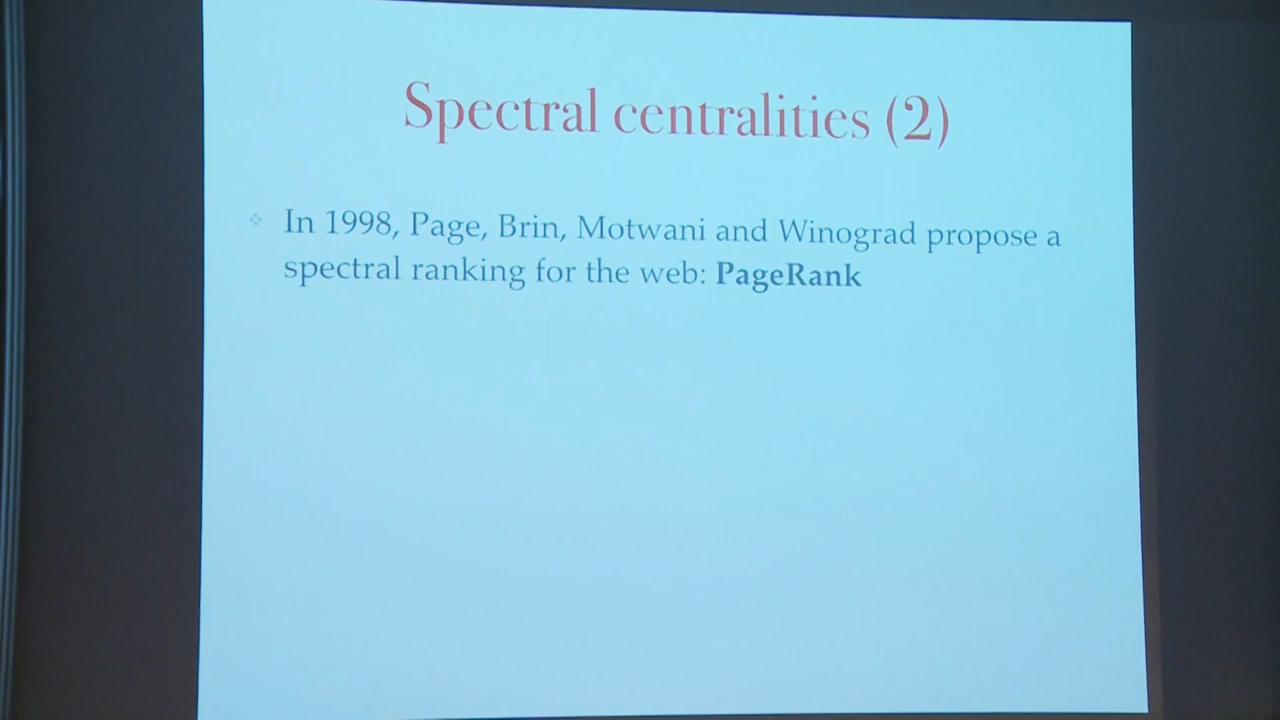 Spectral centralities (2)
In 1998, Page, Brin, Motwani and Winograd propose a
spectral ranking for the web: PageRank